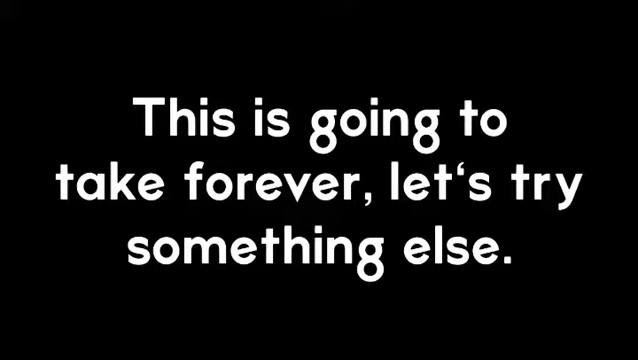 This is going to
take forever, let‘s try
something else.